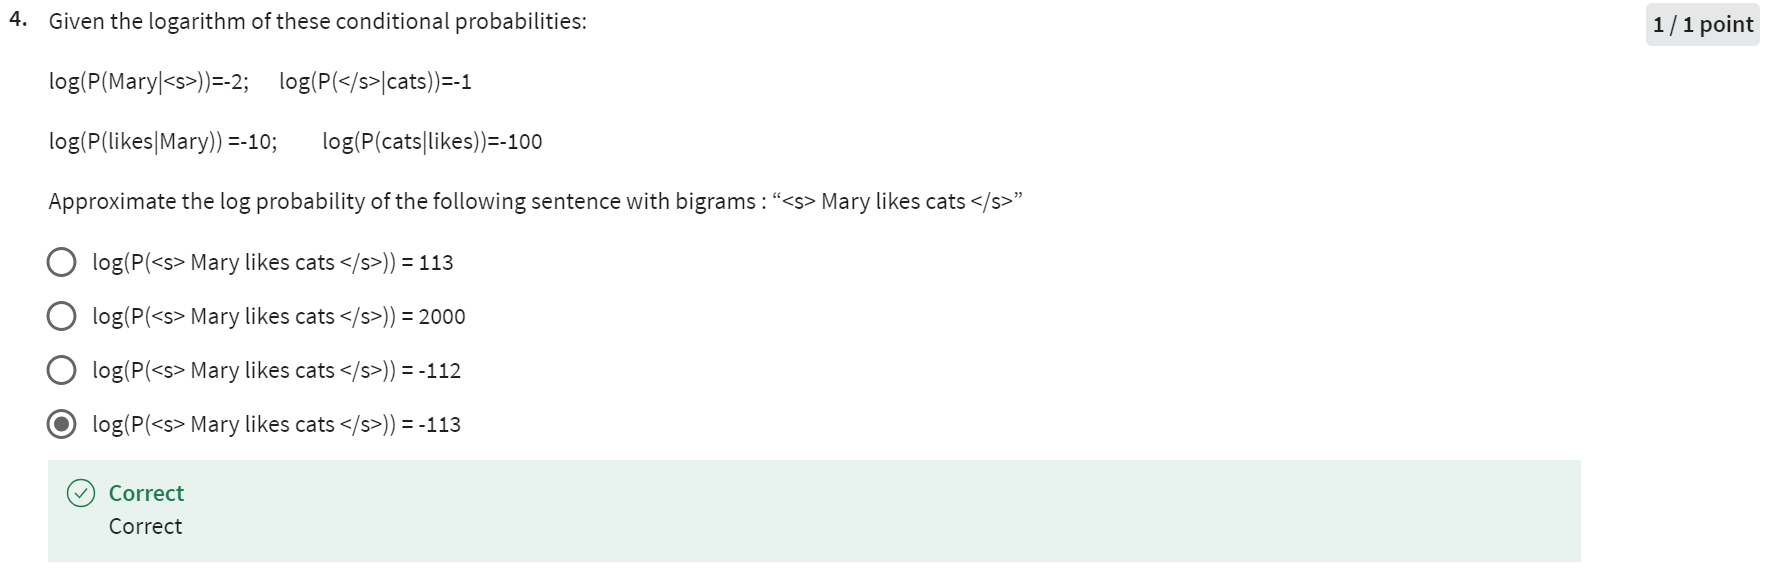 4. Given the logarithm of these conditional probabilities: 1 / 1 point
log(P(Mary|<s>))=-2; log(P(</s>|cats))=-1
log(P(likes|Mary)) =-10; log(P(cats|likes))=-100
Approximate the log probability of the following sentence with bigrams : “<s> Mary likes cats </s>”
log(P(<s> Mary likes cats </s>)) = 113
log(P(<s> Mary likes cats </s>)) = 2000
log(P(<s> Mary likes cats </s>)) = -112
log(P(<s> Mary likes cats </s>)) = -113
Correct
Correct